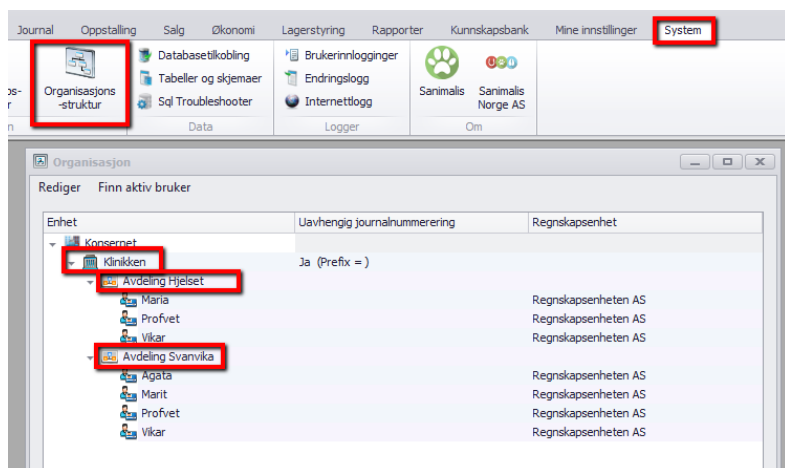 Journal Oppstalling Salg Økonomi Lagerstyring Rapporter Kunnskapsbank Mine innstillinger System
Organisasjons
-struktur
Databasetilkobling
Tabeller og skjemaer
Sql Troubleshooter
Data
Brukerinnlogginger
Endringslogg
Internettlogg
Logger
Sanimalis
Sanimalis
Norge AS
Om
Organisasjon
Rediger Finn aktiv bruker
Enhet Uavhengig journalnummerering Regnskapsenhet
Konsernet
Klinikken Ja (Prefix = )
Avdeling Hjelset
Maria Regnskapsenheten AS
Profvet Regnskapsenheten AS
Vikar Regnskapsenheten AS
Avdeling Svanvika
Agata Regnskapsenheten AS
Marit Regnskapsenheten AS
Profvet Regnskapsenheten AS
Vikar Regnskapsenheten AS